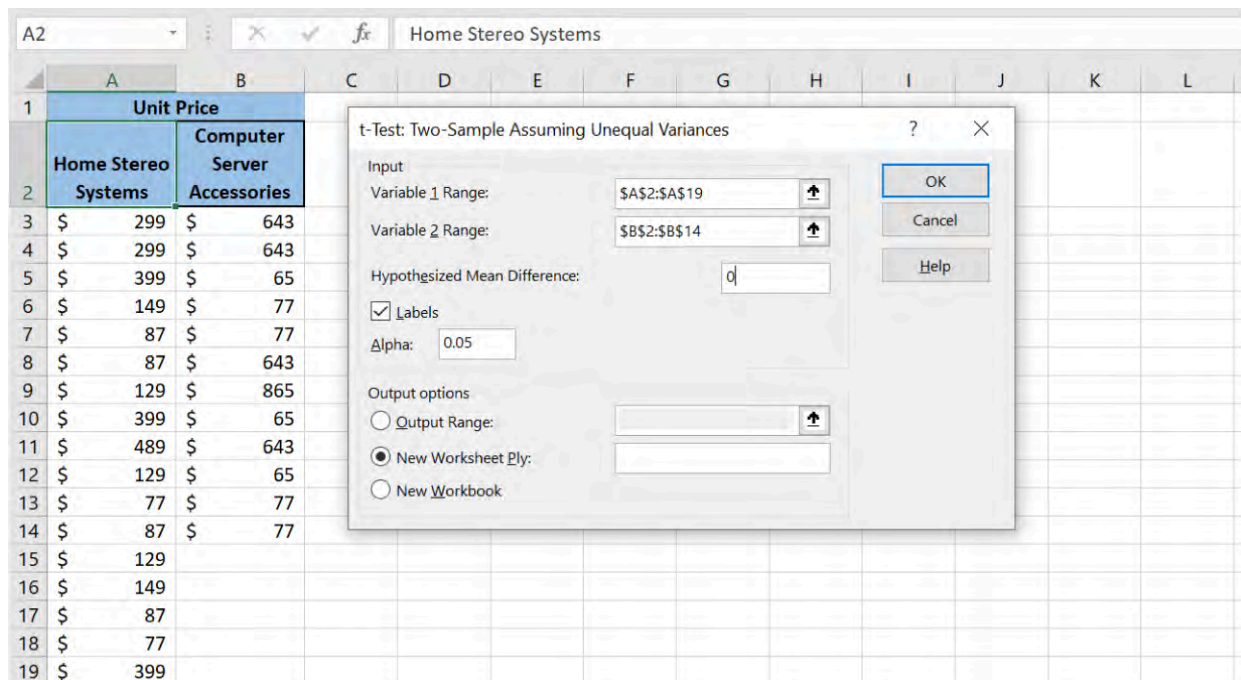 A2 fx Home Stereo Systems
A B C D E F G H I J K L
1 Unit Price
2 Home Stereo Systems Computer Server Accessories
3 $ 299 $ 643
4 $ 299 $ 643
5 $ 399 $ 65
6 $ 149 $ 77
7 $ 87 $ 77
8 $ 87 $ 643
9 $ 129 $ 865
10 $ 399 $ 65
11 $ 489 $ 643
12 $ 129 $ 65
13 $ 77 $ 77
14 $ 87 $ 77
15 $ 129
16 $ 149
17 $ 87
18 $ 77
19 $ 399
t-Test: Two-Sample Assuming Unequal Variances ?
Input
Variable 1 Range: $A$2:$A$19
Variable 2 Range: $B$2:$B$14
Hypothesized Mean Difference: 0
Labels
Alpha: 0.05
Output options
Output Range:
New Worksheet Ply:
New Workbook
OK
Cancel
Help